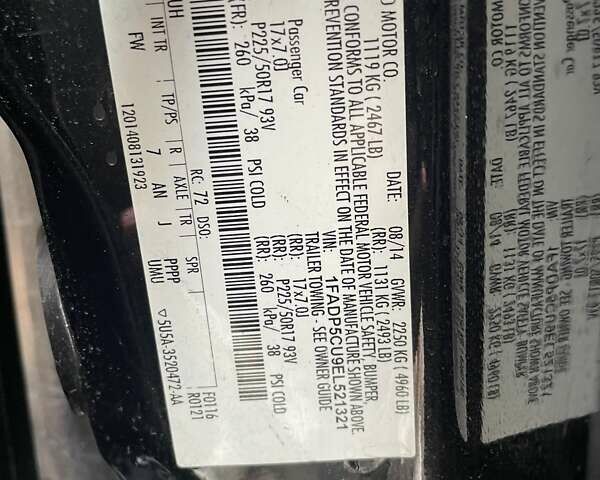 D MOTOR CO.
DATE: 08/14 GVWR: 2250 KG ( 4960 LB)
1119 KG ( 2467 LB) (RR): 1131 KG ( 2493 LB)
CONFORMS TO ALL APPLICABLE FEDERAL MOTOR VEHICLE SAFETY, BUMPER,
PREVENTION STANDARDS IN EFFECT ON THE DATE OF MANUFACTURE SHOWN ABOVE.
VIN: 1FADP5CU9EL521321
Passenger Car TRAILER TOWING - SEE OWNER GUIDE
17x7.0J 17x7.0J
P225/50R17 93V (RR): P225/50R17 93V
(FR): 260 kPa/ 38 PSI COLD (RR): 260 kPa/ 38 PSI COLD
UH RC: 72 DSO: F0116
R0121
INT TR TP/PS R AXLE TR SPR
FW 7 AN J PPPP
UMU
1201408131923 ▽5U5A-3520472-AA